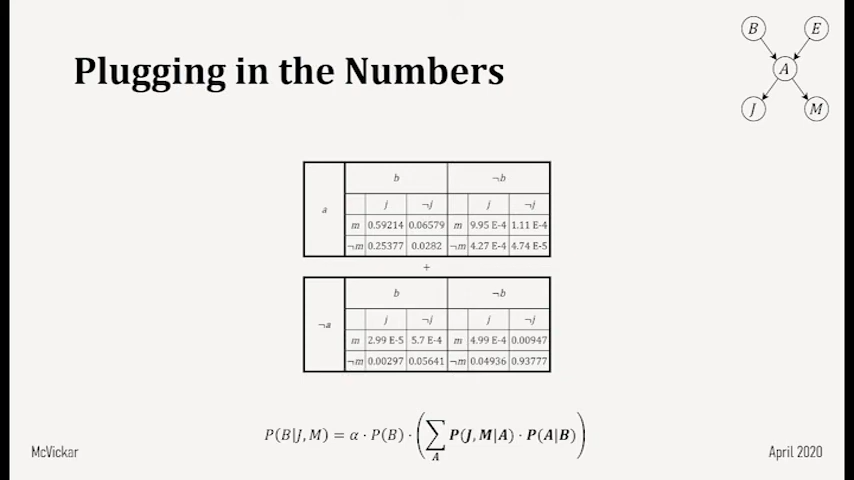 B E
Plugging in the Numbers
A
J M
b ¬b
a j ¬j j ¬j
m 0.59214 0.06579 m 9.95 E-4 1.11 E-4
¬m 0.25377 0.0282 ¬m 4.27 E-4 4.74 E-5
+
b ¬b
¬a j ¬j j ¬j
m 2.99 E-5 5.7 E-4 m 4.99 E-4 0.00947
¬m 0.00297 0.05641 ¬m 0.04936 0.93777
P(B|J, M) = α · P(B) · (∑_A P(J, M|A) · P(A|B))
McVickar April 2020